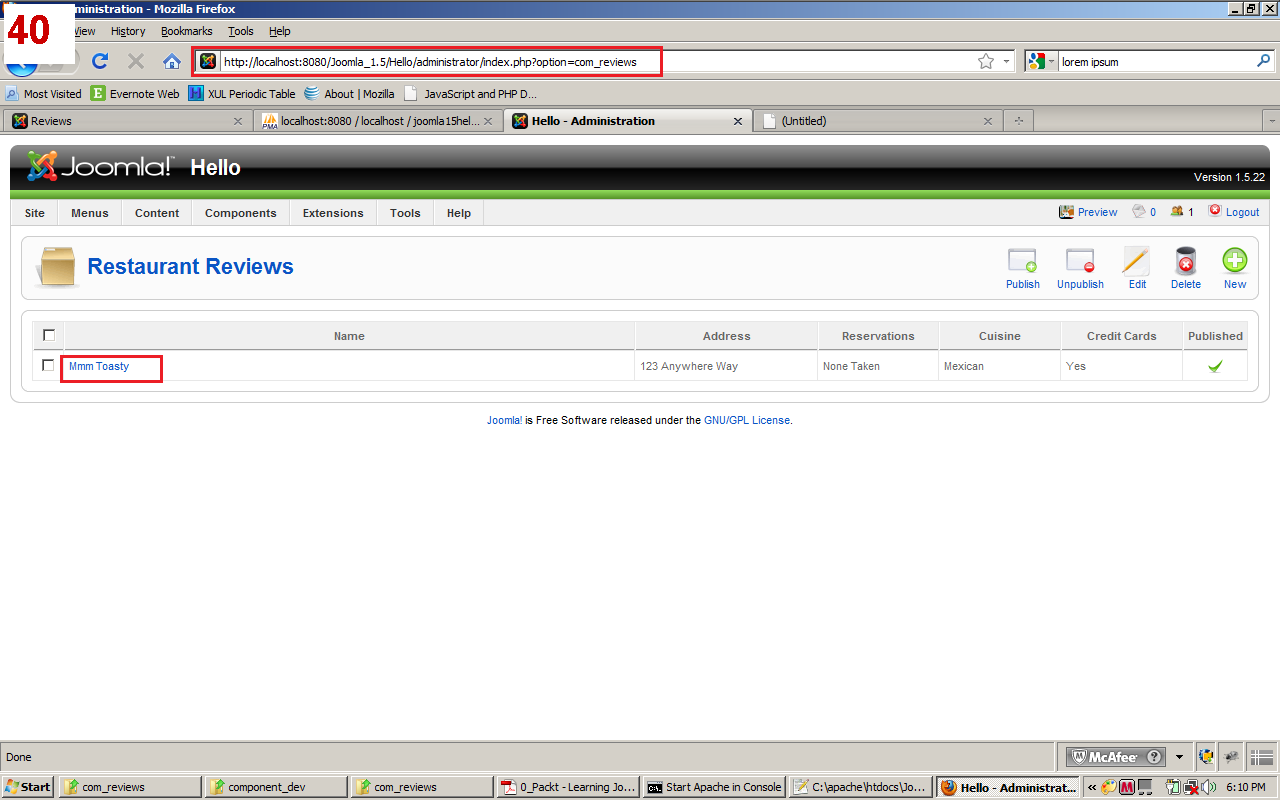 ministration - Mozilla Firefox
40
View History Bookmarks Tools Help
http://localhost:8080/Joomla_1.5/Hello/administrator/index.php?option=com_reviews
lorem ipsum
Most Visited Evernote Web XUL Periodic Table About | Mozilla JavaScript and PHP D...
Reviews localhost:8080 / localhost / joomla15hel... Hello - Administration (Untitled)
Joomla!™ Hello
Version 1.5.22
Site Menus Content Components Extensions Tools Help Preview 0 1 Logout
Restaurant Reviews
Publish Unpublish Edit Delete New
Name Address Reservations Cuisine Credit Cards Published
Mmm Toasty 123 Anywhere Way None Taken Mexican Yes
Joomla! is Free Software released under the GNU/GPL License.
Done
McAfee
Start com_reviews component_dev com_reviews 0_Packt - Learning Jo... Start Apache in Console C:\apache\htdocs\Jo... Hello - Administrat... « 6:10 PM